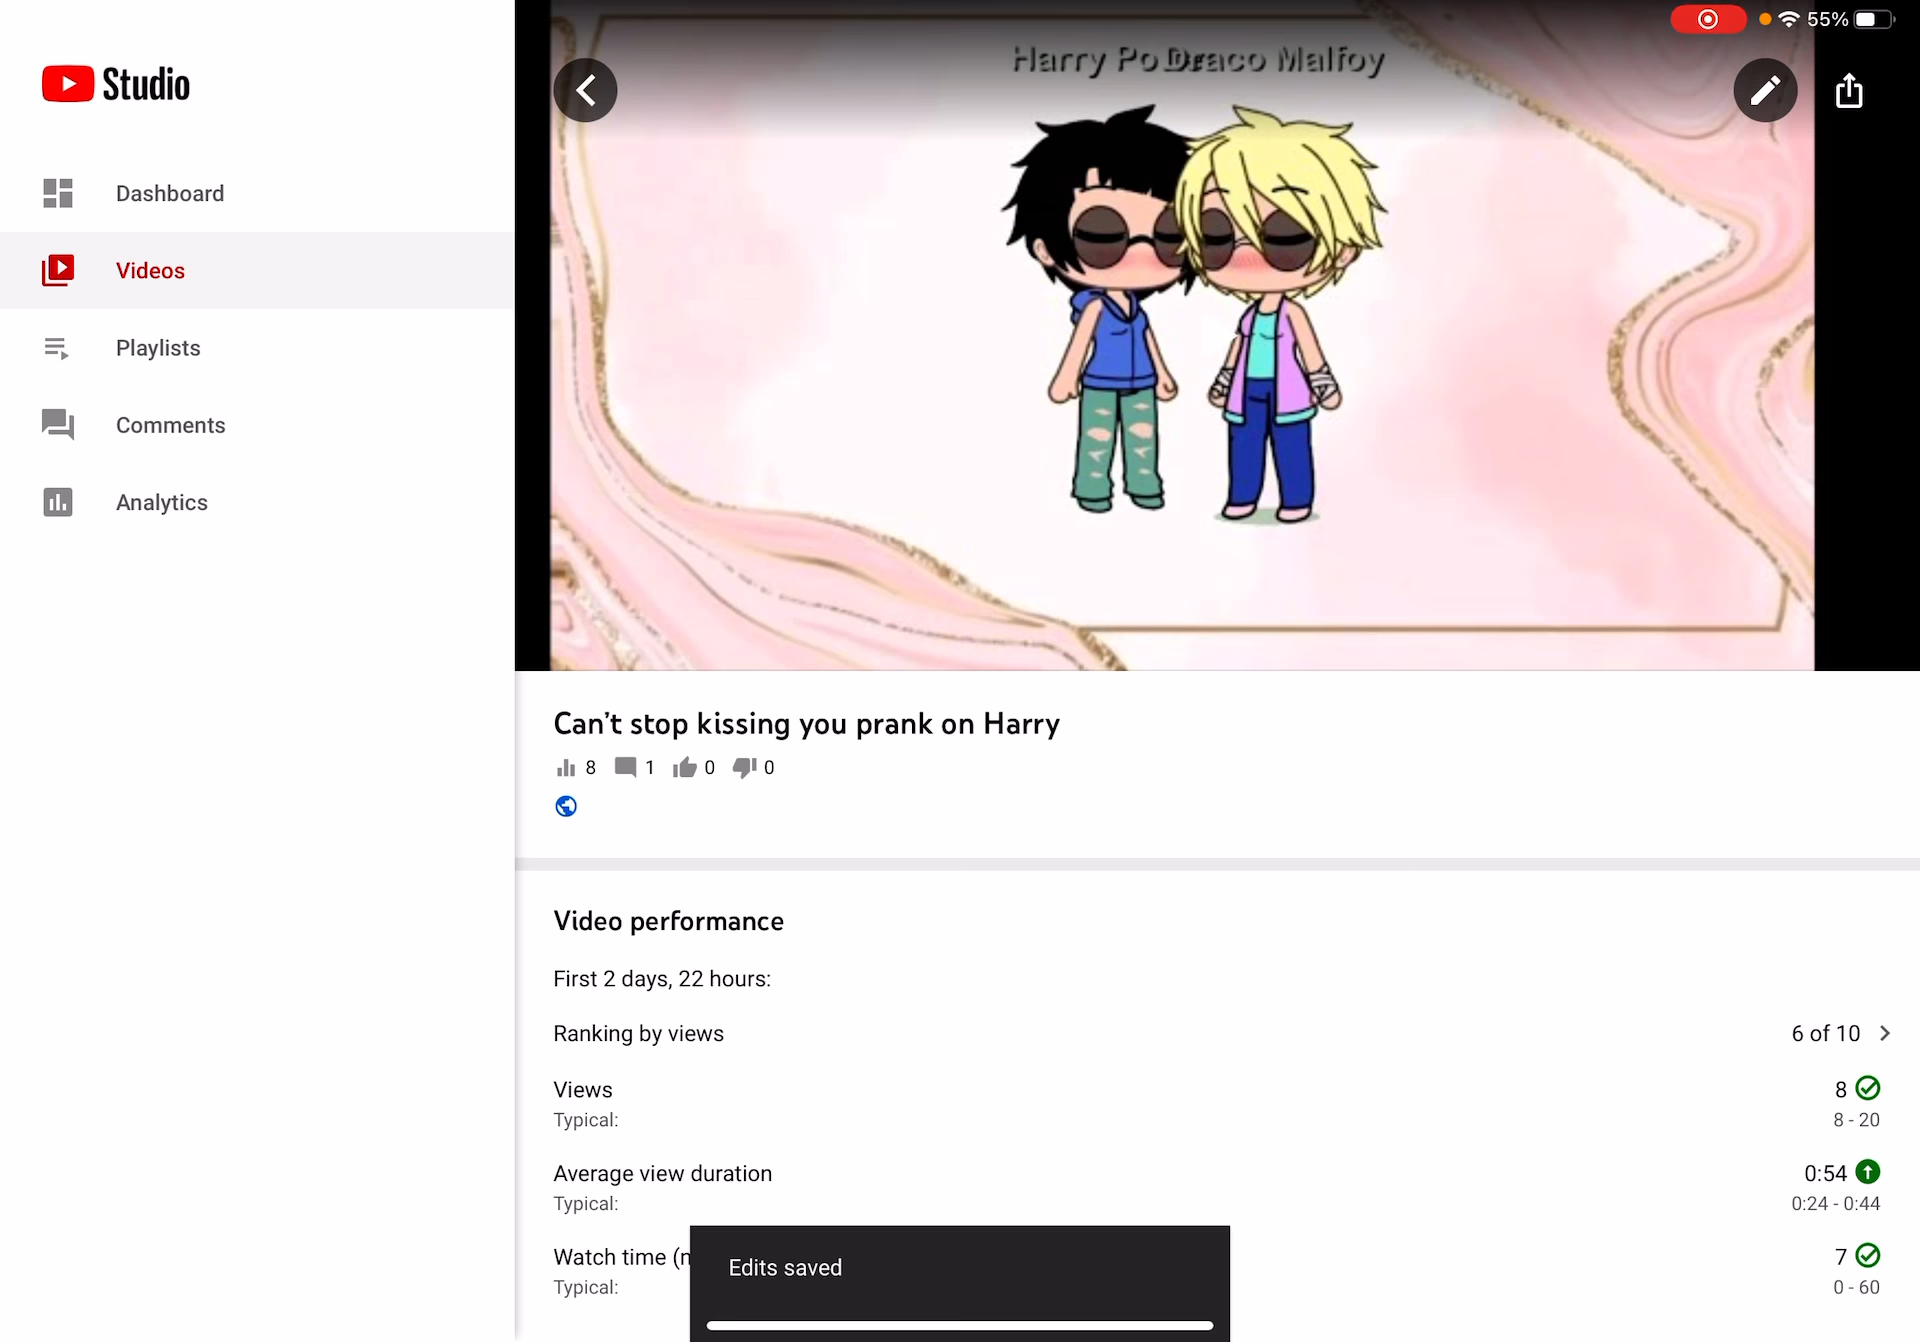 55%
Studio
Harry Po Draco Malfoy
Dashboard
Videos
Playlists
Comments
Analytics
Can't stop kissing you prank on Harry
8 1 0 0
Video performance
First 2 days, 22 hours:
Ranking by views 6 of 10
Views 8
Typical: 8 - 20
Average view duration 0:54
Typical: 0:24 - 0:44
Watch time 7
Typical: 0 - 60
Edits saved